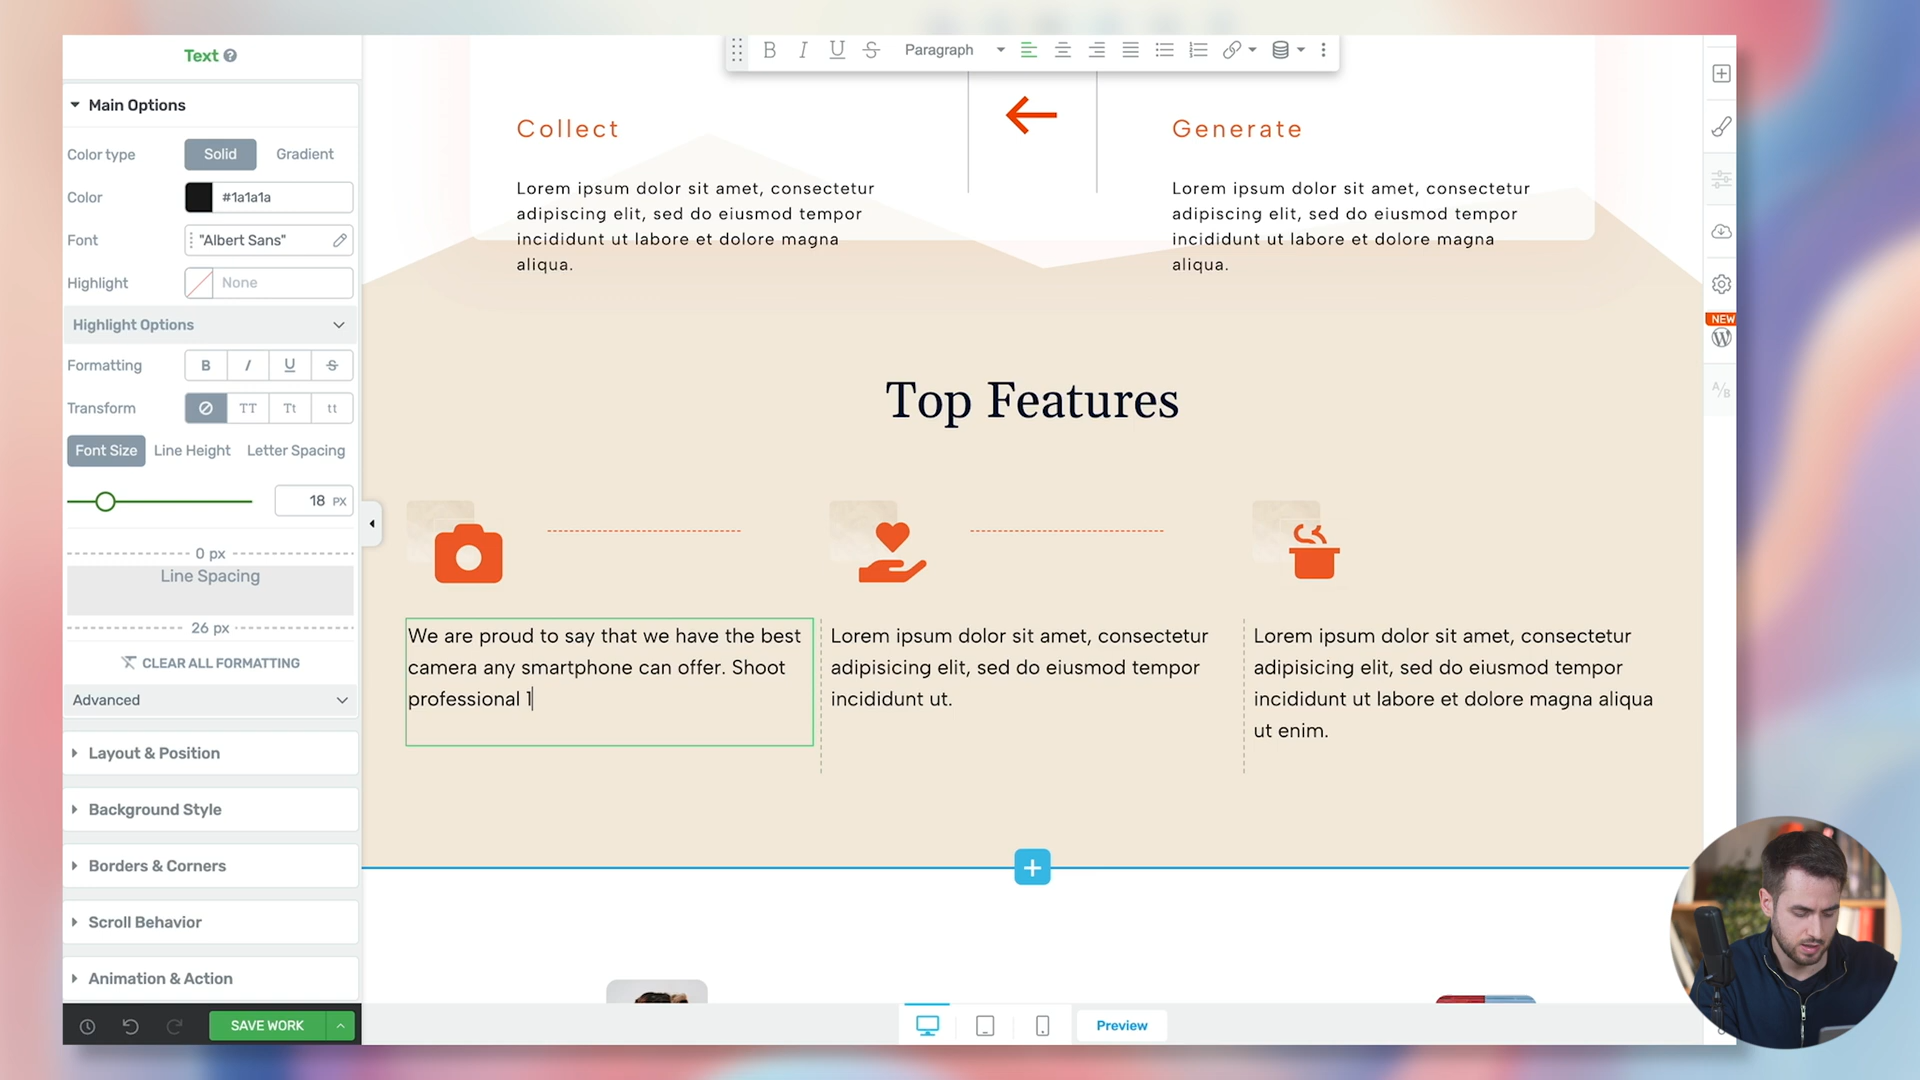 Text
Main Options
Color type
Solid
Gradient
Color
#1a1a1a
Font
"Albert Sans"
Highlight
None
Highlight Options
Formatting
B I U S
Transform
TT Tt tt
Font Size
Line Height
Letter Spacing
18 PX
0 px
Line Spacing
26 px
CLEAR ALL FORMATTING
Advanced
Layout & Position
Background Style
Borders & Corners
Scroll Behavior
Animation & Action
SAVE WORK
B I U S Paragraph
Collect
Lorem ipsum dolor sit amet, consectetur
adipiscing elit, sed do eiusmod tempor
incididunt ut labore et dolore magna
aliqua.
Generate
Lorem ipsum dolor sit amet, consectetur
adipiscing elit, sed do eiusmod tempor
incididunt ut labore et dolore magna
aliqua.
Top Features
We are proud to say that we have the best
camera any smartphone can offer. Shoot
professional 1
Lorem ipsum dolor sit amet, consectetur
adipisicing elit, sed do eiusmod tempor
incididunt ut.
Lorem ipsum dolor sit amet, consectetur
adipisicing elit, sed do eiusmod tempor
incididunt ut labore et dolore magna aliqua
ut enim.
Preview
NEW
A/B